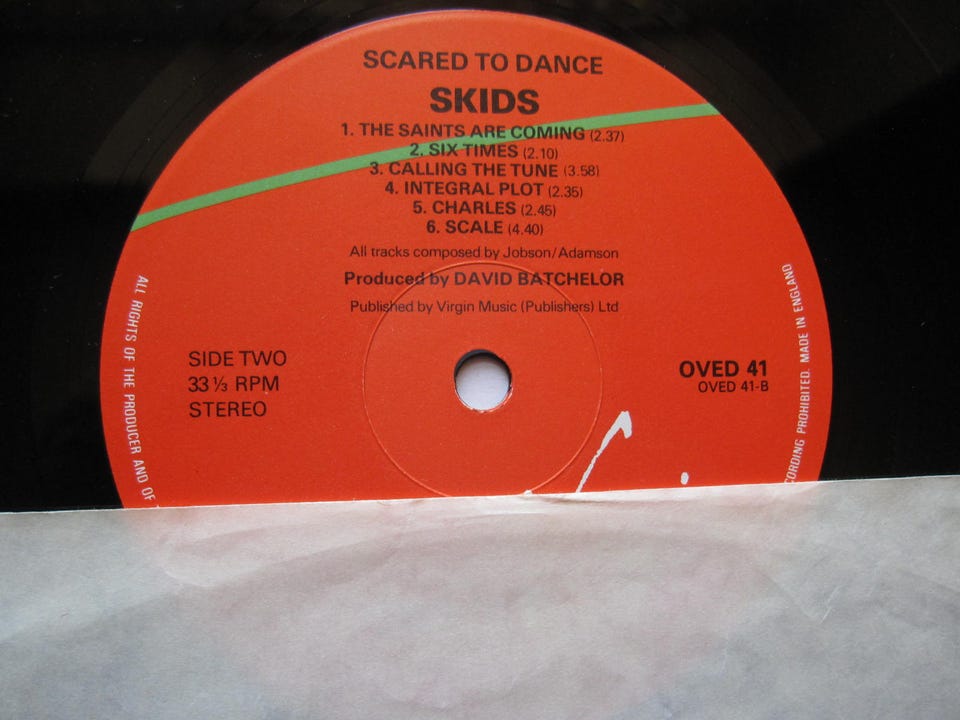 SCARED TO DANCE
SKIDS
1. THE SAINTS ARE COMING (2.37)
2. SIX TIMES (2.10)
3. CALLING THE TUNE (3.58)
4. INTEGRAL PLOT (2.35)
5. CHARLES (2.45)
6. SCALE (4.40)
All tracks composed by Jobson/Adamson
Produced by DAVID BATCHELOR
Published by Virgin Music (Publishers) Ltd
SIDE TWO
33⅓ RPM
STEREO
OVED 41
OVED 41-B
ALL RIGHTS OF THE PRODUCER AND OF
CORDING PROHIBITED. MADE IN ENGLAND